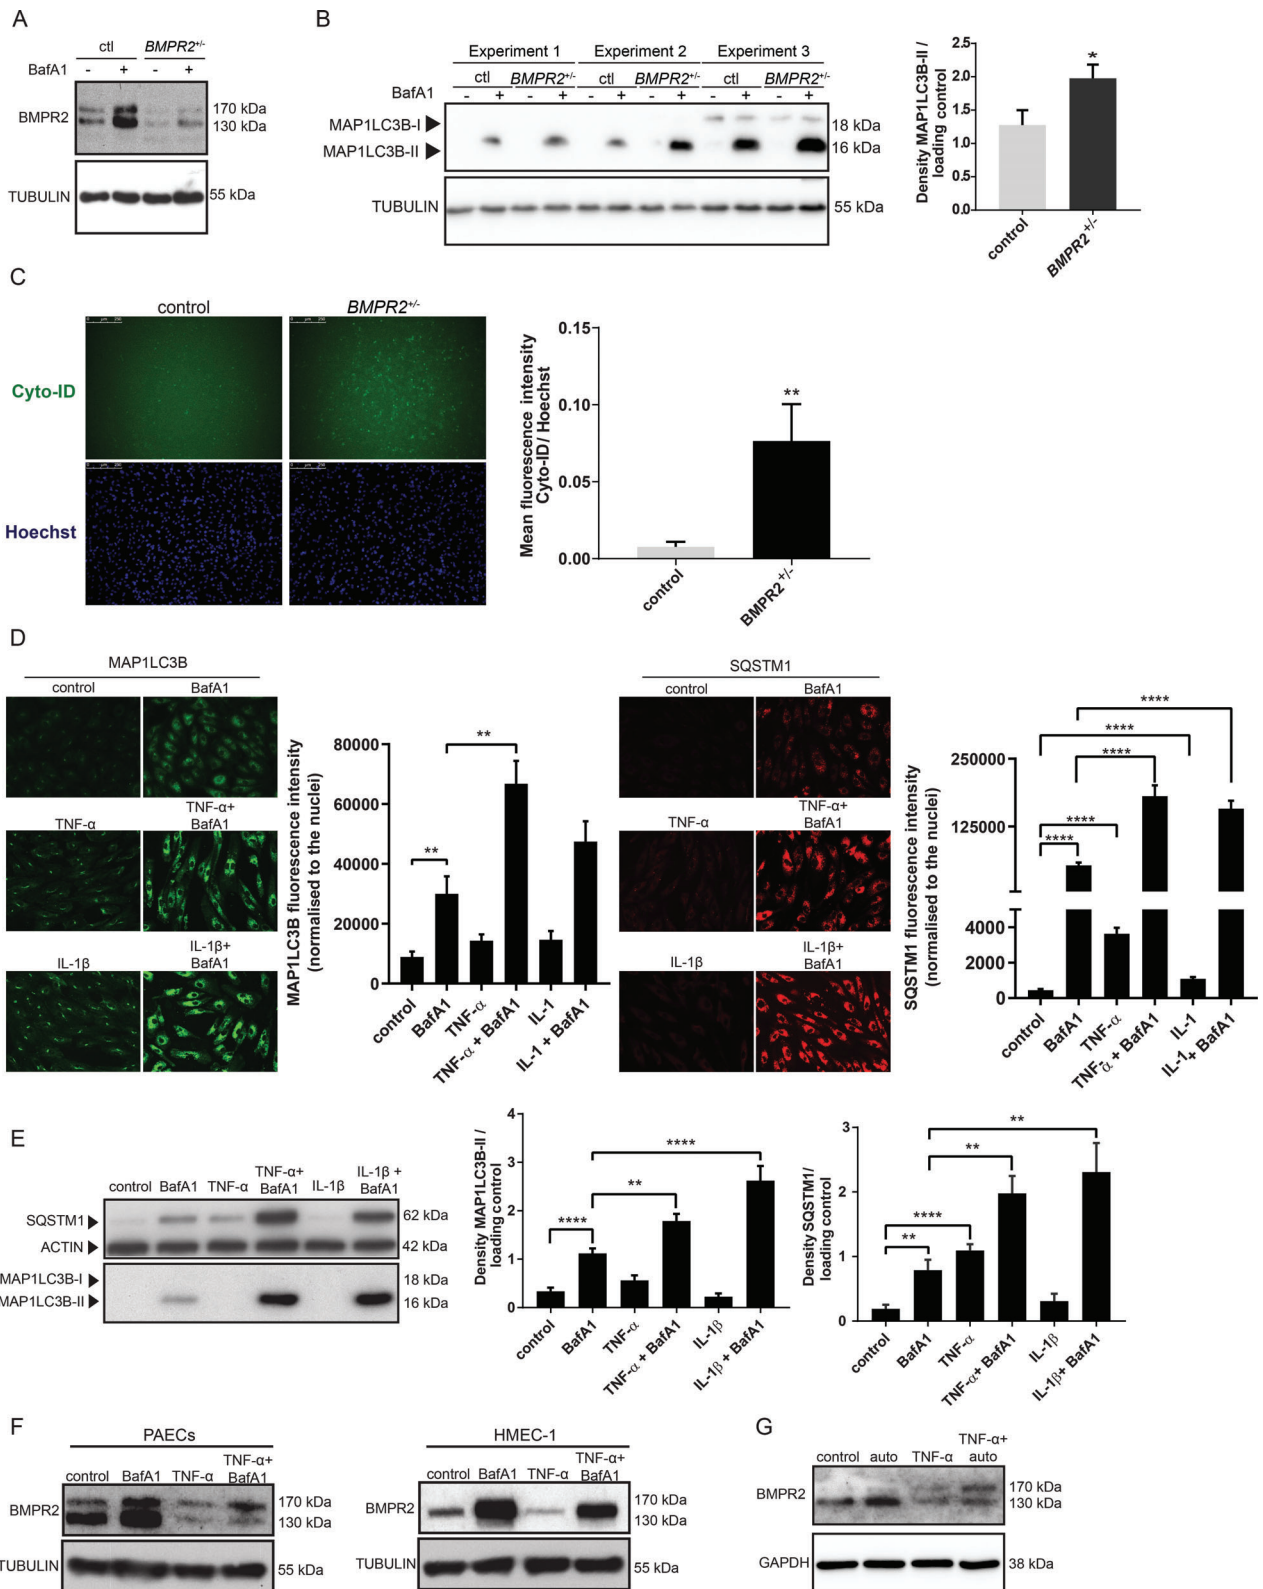 A
ctl BMPR2+/-
BafA1 - + - +
BMPR2
170 kDa
130 kDa
TUBULIN
55 kDa
B
Experiment 1 Experiment 2 Experiment 3
ctl BMPR2+/- ctl BMPR2+/- ctl BMPR2+/-
BafA1 - + - + - + - + - + - +
MAP1LC3B-I
18 kDa
MAP1LC3B-II
16 kDa
TUBULIN
55 kDa
Density MAP1LC3B-II /
loading control
2.5
2.0
1.5
1.0
0.5
0.0
*
control
BMPR2+/-
C
control BMPR2+/-
Cyto-ID
Hoechst
Mean fluorescence intensity
Cyto-ID/ Hoechst
0.15
0.10
0.05
0.00
**
control
BMPR2+/-
D
MAP1LC3B
control BafA1
TNF-α TNF-α+
BafA1
IL-1β IL-1β+
BafA1
MAP1LC3B fluorescence intensity
(normalised to the nuclei)
80000
60000
40000
20000
0
**
**
control
BafA1
TNF-α
TNF-α + BafA1
IL-1
IL-1 + BafA1
SQSTM1
control BafA1
TNF-α TNF-α+
BafA1
IL-1β IL-1β+
BafA1
SQSTM1 fluorescence intensity
(normalised to the nuclei)
250000
125000
4000
2000
0
****
****
****
****
****
control
BafA1
TNF-α
TNF-α + BafA1
IL-1
IL-1+ BafA1
E
control BafA1 TNF-α TNF-α+
BafA1 IL-1β IL-1β +
BafA1
SQSTM1
62 kDa
ACTIN
42 kDa
MAP1LC3B-I
18 kDa
MAP1LC3B-II
16 kDa
Density MAP1LC3B-II /
loading control
4
3
2
1
0
****
**
****
control
BafA1
TNF-α
TNF-α + BafA1
IL-1β
IL-1β + BafA1
Density SQSTM1/
loading control
3
2
1
0
**
**
****
**
control
BafA1
TNF-α
TNF-α+ BafA1
IL-1β
IL-1β+ BafA1
F
PAECs
control BafA1 TNF-α TNF-α+
BafA1
BMPR2
170 kDa
130 kDa
TUBULIN
55 kDa
HMEC-1
control BafA1 TNF-α TNF-α+
BafA1
BMPR2
170 kDa
130 kDa
TUBULIN
55 kDa
G
control auto TNF-α TNF-α+
auto
BMPR2
170 kDa
130 kDa
GAPDH
38 kDa